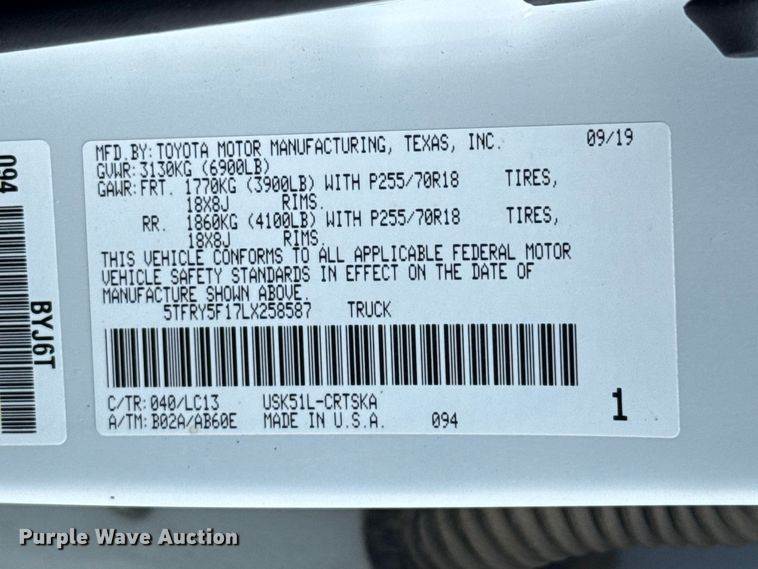 094
BYJ6T
MFD.BY:TOYOTA MOTOR MANUFACTURING, TEXAS, INC. 09/19
GVWR:3130KG (6900LB)
GAWR:FRT. 1770KG (3900LB) WITH P255/70R18 TIRES,
18X8J RIMS.
RR. 1860KG (4100LB) WITH P255/70R18 TIRES,
18X8J RIMS.
THIS VEHICLE CONFORMS TO ALL APPLICABLE FEDERAL MOTOR
VEHICLE SAFETY STANDARDS IN EFFECT ON THE DATE OF
MANUFACTURE SHOWN ABOVE.
5TFRY5F17LX258587 TRUCK
C/TR:040/LC13 USK51L-CRTSKA
A/TM:B02A/AB60E MADE IN U.S.A. 094
1
Purple Wave Auction